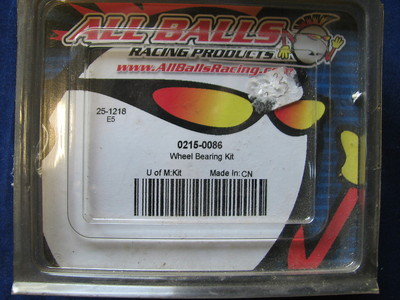 ALL BALLS
RACING PRODUCTS
www.AllBallsRacing.com
25-1218
E5
0215-0086
Wheel Bearing Kit
U of M:Kit Made In:CN